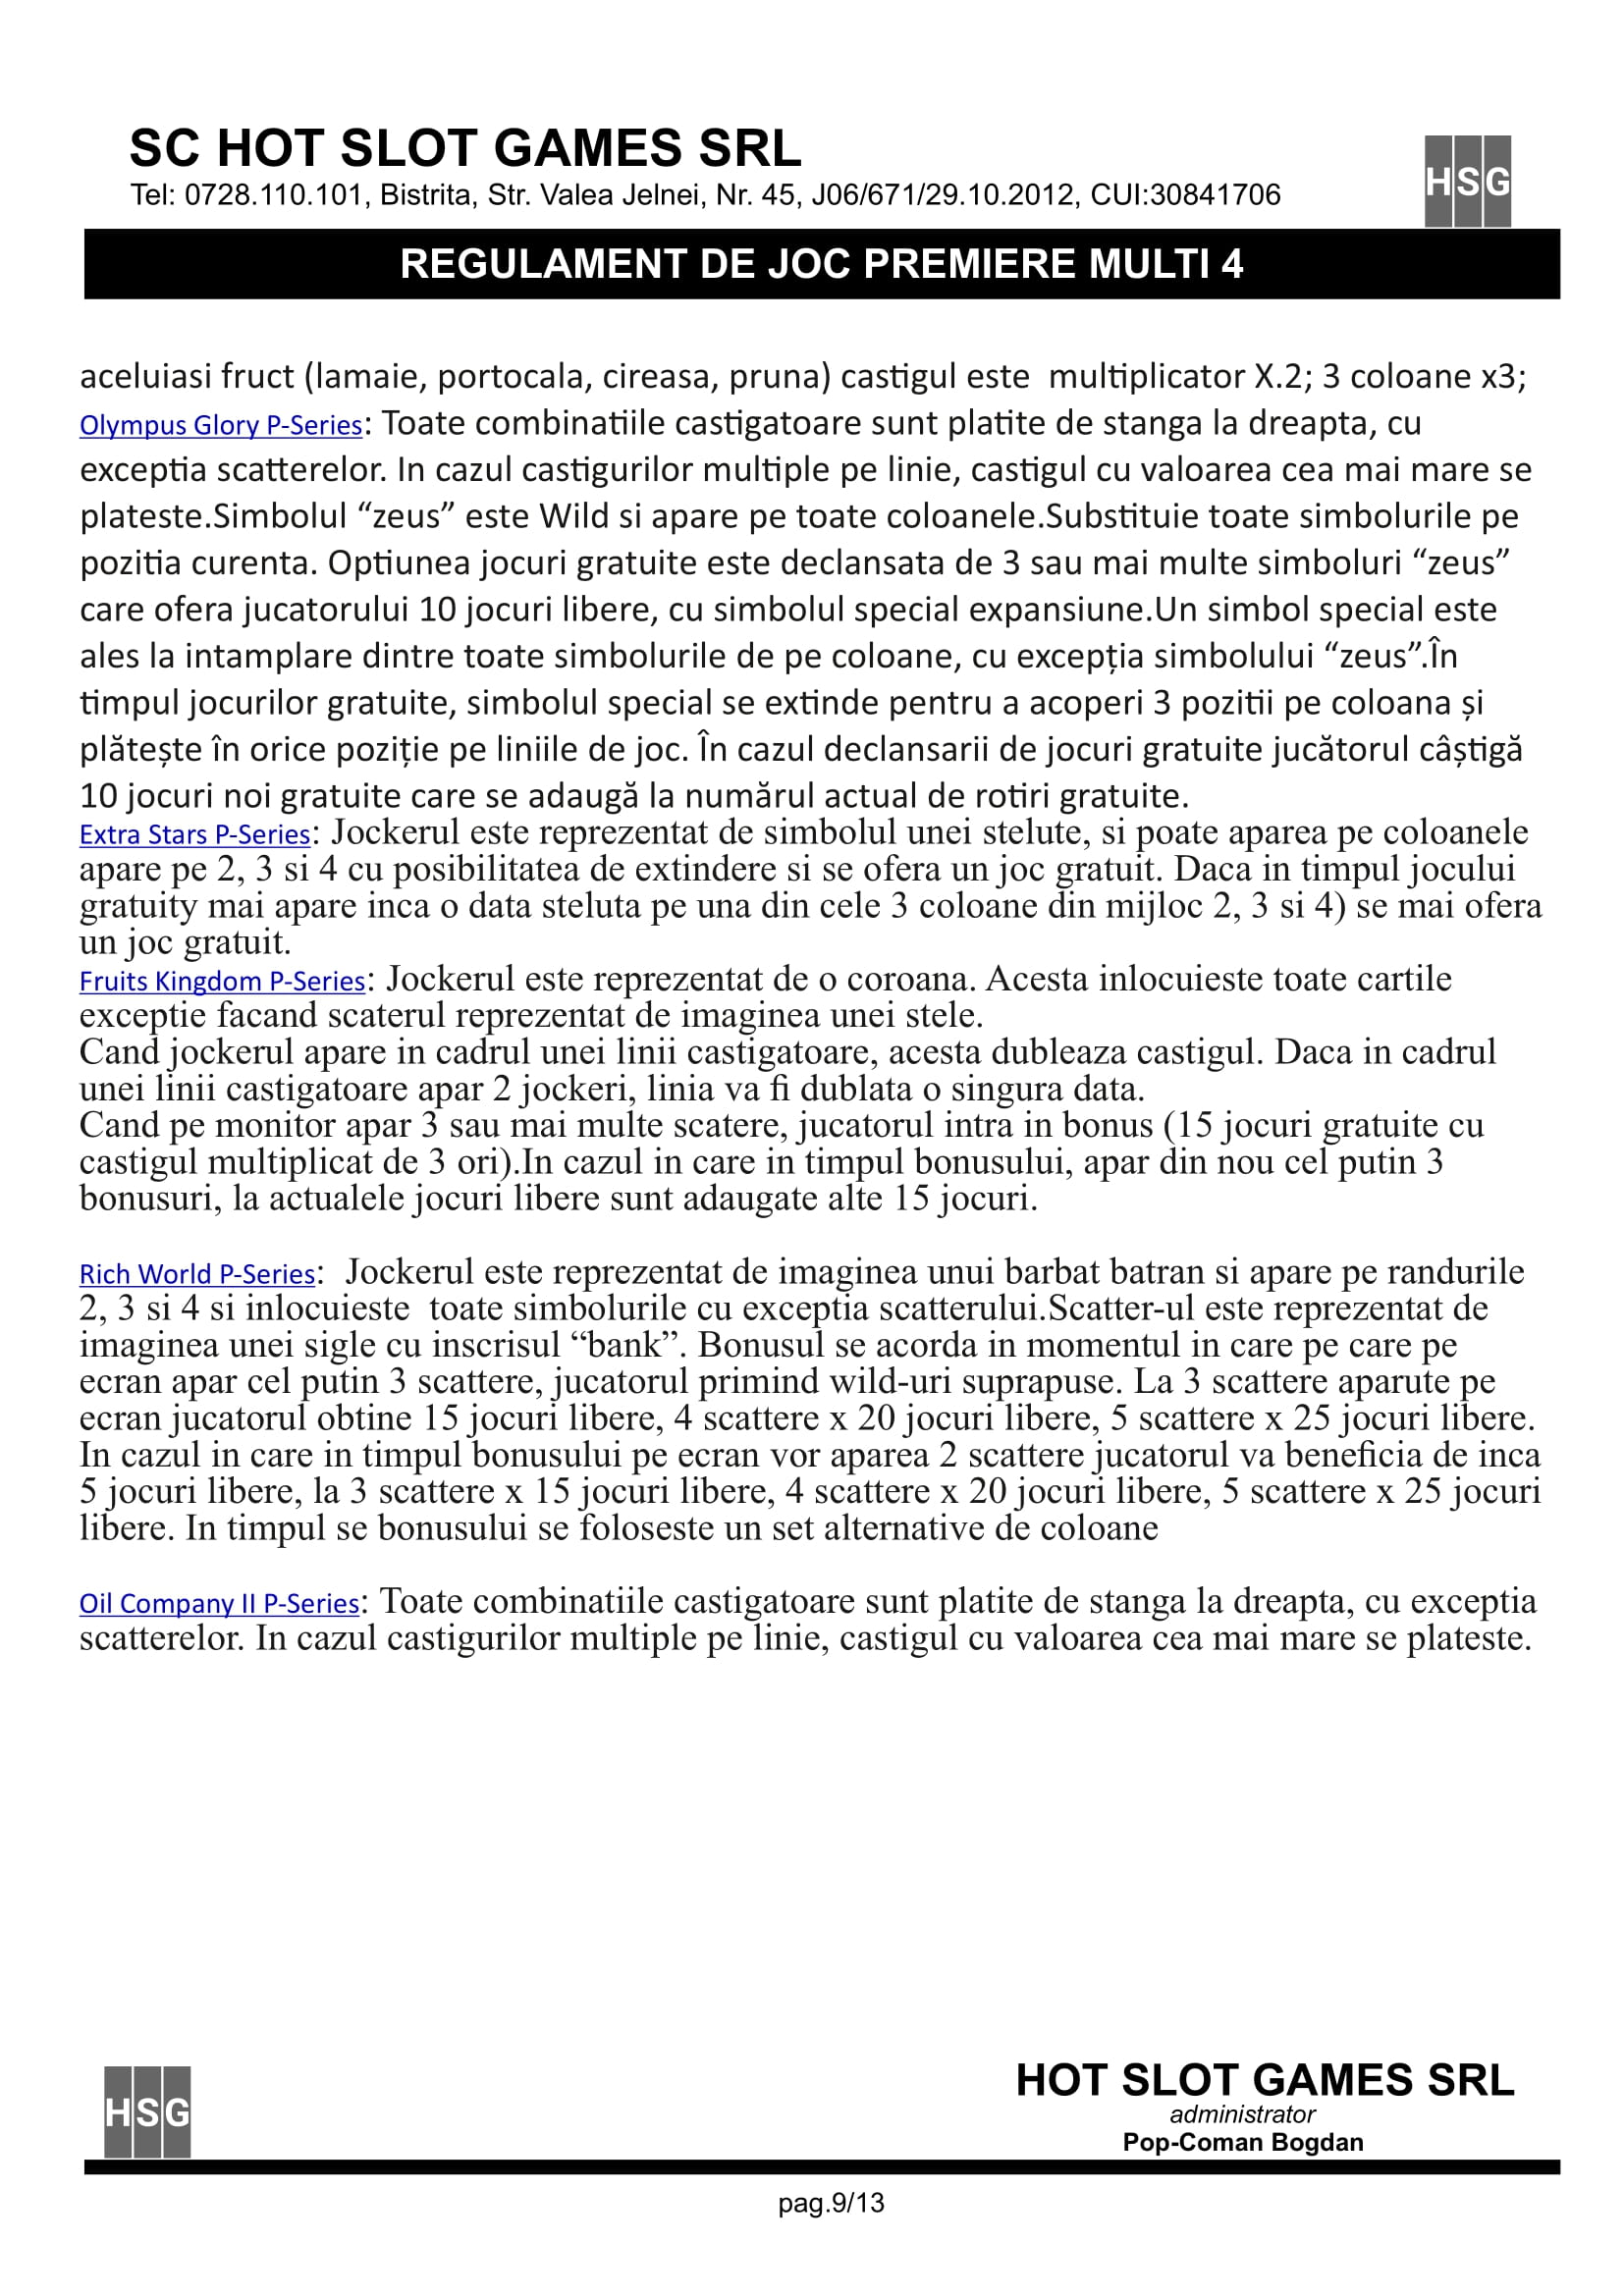 SC HOT SLOT GAMES SRL
Tel: 0728.110.101, Bistrita, Str. Valea Jelnei, Nr. 45, J06/671/29.10.2012, CUI:30841706
HSG
REGULAMENT DE JOC PREMIERE MULTI 4
aceluiasi fruct (lamaie, portocala, cireasa, pruna) castigul este  multiplicator X.2; 3 coloane x3;
Olympus Glory P-Series: Toate combinatiile castigatoare sunt platite de stanga la dreapta, cu
exceptia scatterelor. In cazul castigurilor multiple pe linie, castigul cu valoarea cea mai mare se
plateste.Simbolul “zeus” este Wild si apare pe toate coloanele.Substituie toate simbolurile pe
pozitia curenta. Optiunea jocuri gratuite este declansata de 3 sau mai multe simboluri “zeus”
care ofera jucatorului 10 jocuri libere, cu simbolul special expansiune.Un simbol special este
ales la intamplare dintre toate simbolurile de pe coloane, cu excepția simbolului “zeus”.În
timpul jocurilor gratuite, simbolul special se extinde pentru a acoperi 3 pozitii pe coloana și
plătește în orice poziție pe liniile de joc. În cazul declansarii de jocuri gratuite jucătorul câștigă
10 jocuri noi gratuite care se adaugă la numărul actual de rotiri gratuite.
Extra Stars P-Series: Jockerul este reprezentat de simbolul unei stelute, si poate aparea pe coloanele
apare pe 2, 3 si 4 cu posibilitatea de extindere si se ofera un joc gratuit. Daca in timpul jocului
gratuity mai apare inca o data steluta pe una din cele 3 coloane din mijloc 2, 3 si 4) se mai ofera
un joc gratuit.
Fruits Kingdom P-Series: Jockerul este reprezentat de o coroana. Acesta inlocuieste toate cartile
exceptie facand scaterul reprezentat de imaginea unei stele.
Cand jockerul apare in cadrul unei linii castigatoare, acesta dubleaza castigul. Daca in cadrul
unei linii castigatoare apar 2 jockeri, linia va fi dublata o singura data.
Cand pe monitor apar 3 sau mai multe scatere, jucatorul intra in bonus (15 jocuri gratuite cu
castigul multiplicat de 3 ori).In cazul in care in timpul bonusului, apar din nou cel putin 3
bonusuri, la actualele jocuri libere sunt adaugate alte 15 jocuri.
Rich World P-Series:  Jockerul este reprezentat de imaginea unui barbat batran si apare pe randurile
2, 3 si 4 si inlocuieste  toate simbolurile cu exceptia scatterului.Scatter-ul este reprezentat de
imaginea unei sigle cu inscrisul “bank”. Bonusul se acorda in momentul in care pe care pe
ecran apar cel putin 3 scattere, jucatorul primind wild-uri suprapuse. La 3 scattere aparute pe
ecran jucatorul obtine 15 jocuri libere, 4 scattere x 20 jocuri libere, 5 scattere x 25 jocuri libere.
In cazul in care in timpul bonusului pe ecran vor aparea 2 scattere jucatorul va beneficia de inca
5 jocuri libere, la 3 scattere x 15 jocuri libere, 4 scattere x 20 jocuri libere, 5 scattere x 25 jocuri
libere. In timpul se bonusului se foloseste un set alternative de coloane
Oil Company II P-Series: Toate combinatiile castigatoare sunt platite de stanga la dreapta, cu exceptia
scatterelor. In cazul castigurilor multiple pe linie, castigul cu valoarea cea mai mare se plateste.
HSG
HOT SLOT GAMES SRL
administrator
Pop-Coman Bogdan
pag.9/13